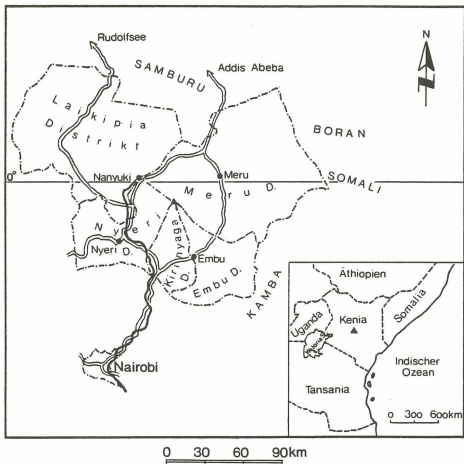 Rudolfsee
SAMBURU
Addis Abeba
N
Laikipia
Distrikt
BORAN
Nanyuki
Meru
0°
Meru D.
SOMALI
Nyeri
D.
Nyeri
Kirinyaga
D.
Embu
Embu D.
KAMBA
Nairobi
Äthiopien
Uganda
Kenia
Somalia
Indischer
Ozean
Tansania
0 300 600km
0 30 60 90km